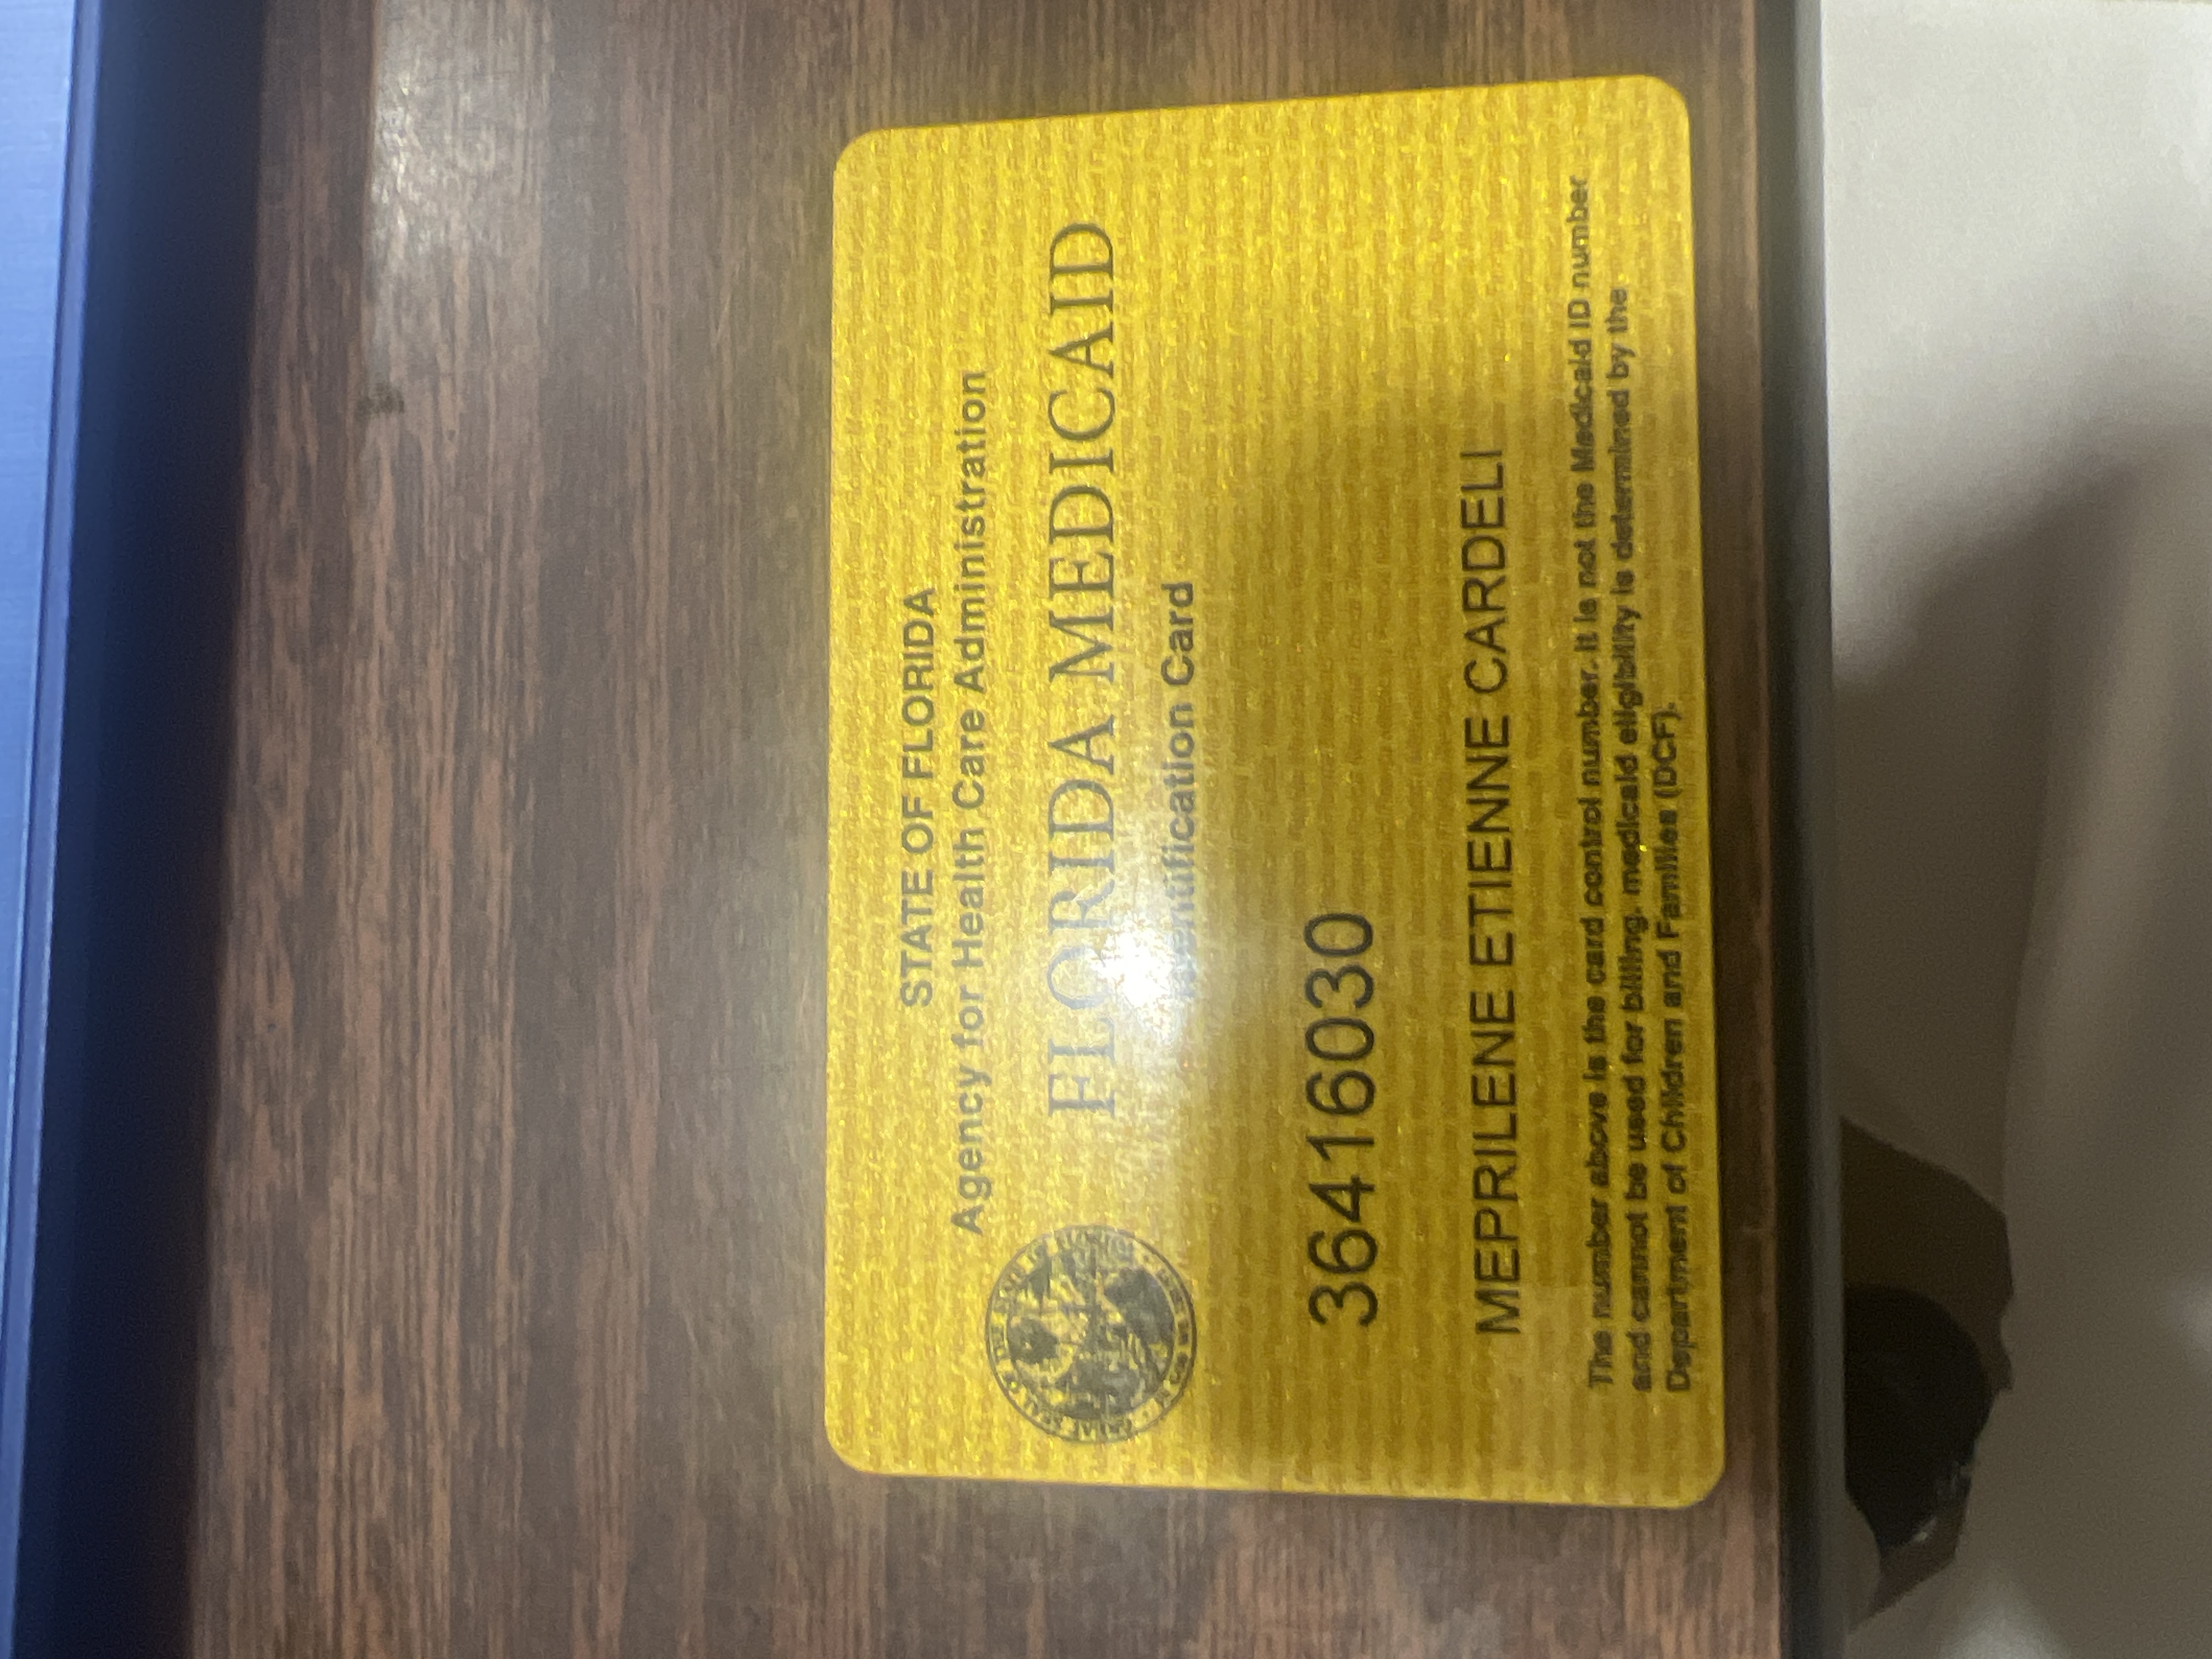 STATE OF FLORIDA
Agency for Health Care Administration
FLORIDA MEDICAID
Identification Card
364416030
MEPRILENE ETIENNE CARDELI
The number above is the card control number. It is not the Medicaid ID number
and cannot be used for billing. medicaid eligibility is determined by the
Department of Children and Families (DCF).